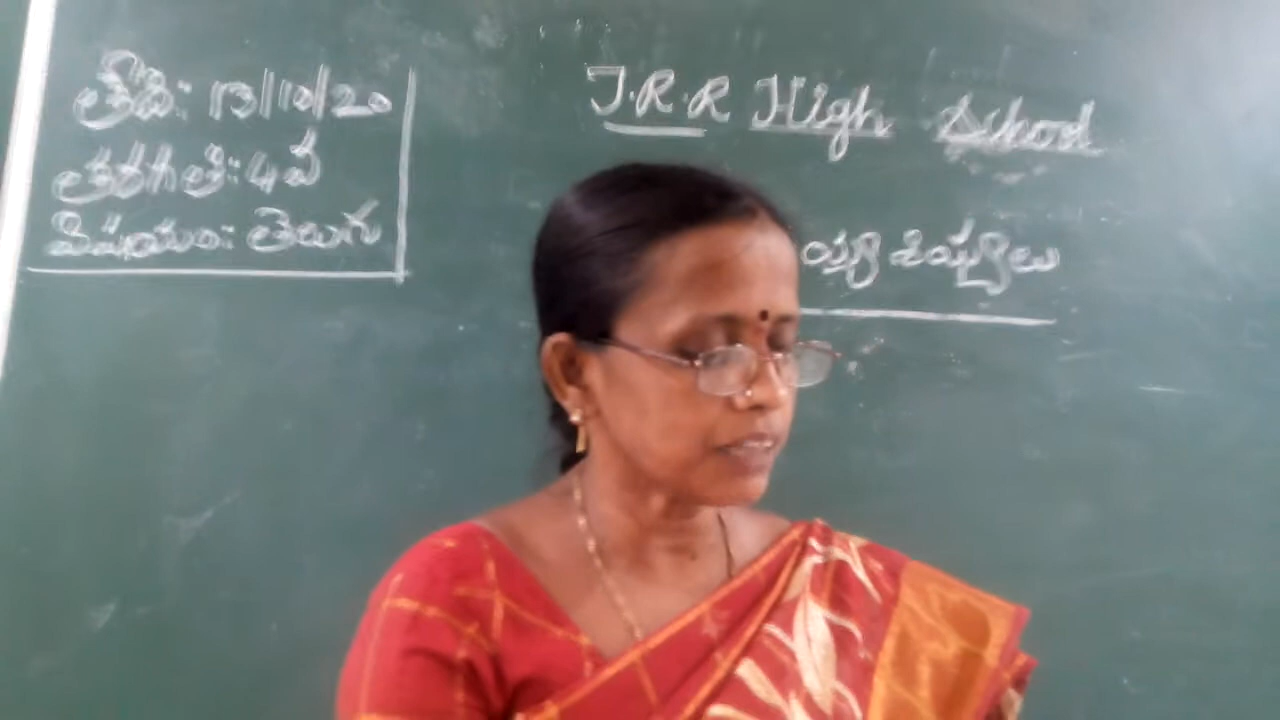 తేది: 13/10/20
తరగతి: 4వ
విషయం: తెలుగు
T.R.R High School
శిష్యులు